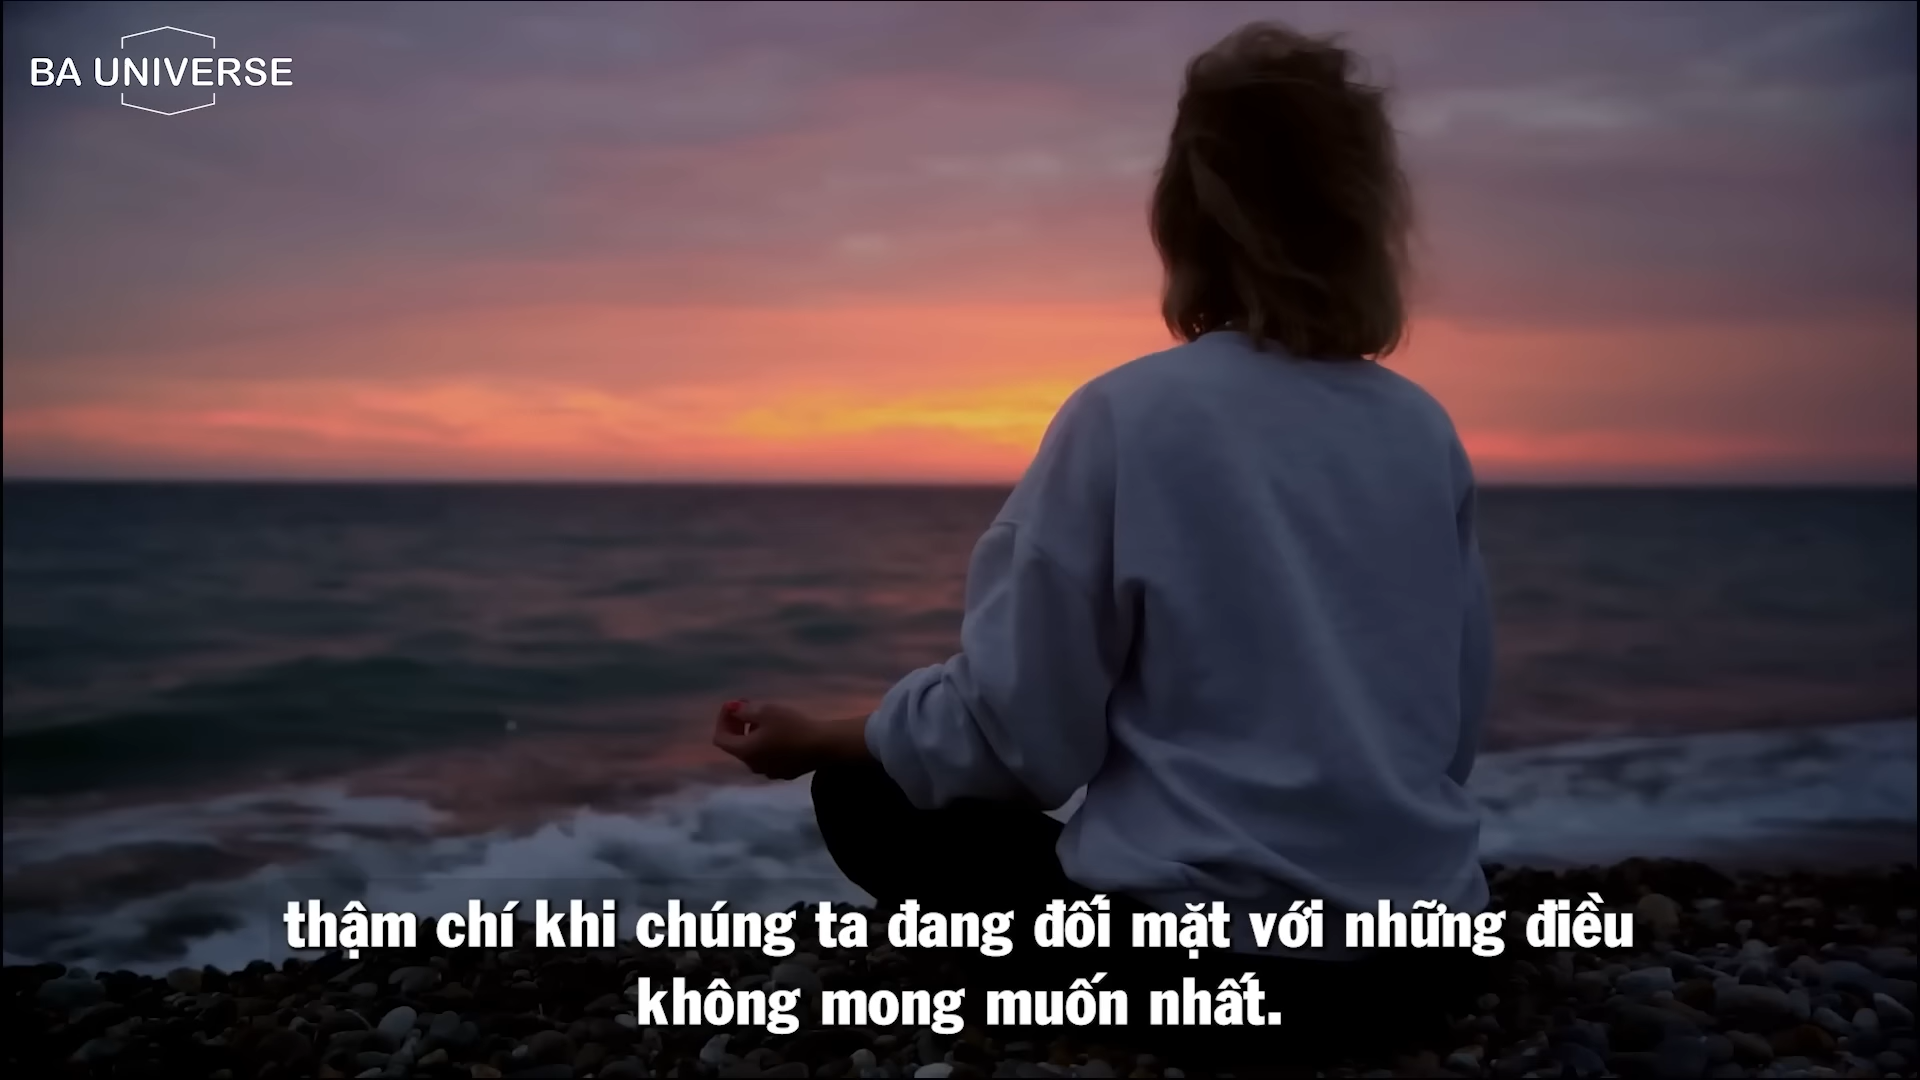 BA UNIVERSE
thậm chí khi chúng ta đang đối mặt với những điều
không mong muốn nhất.